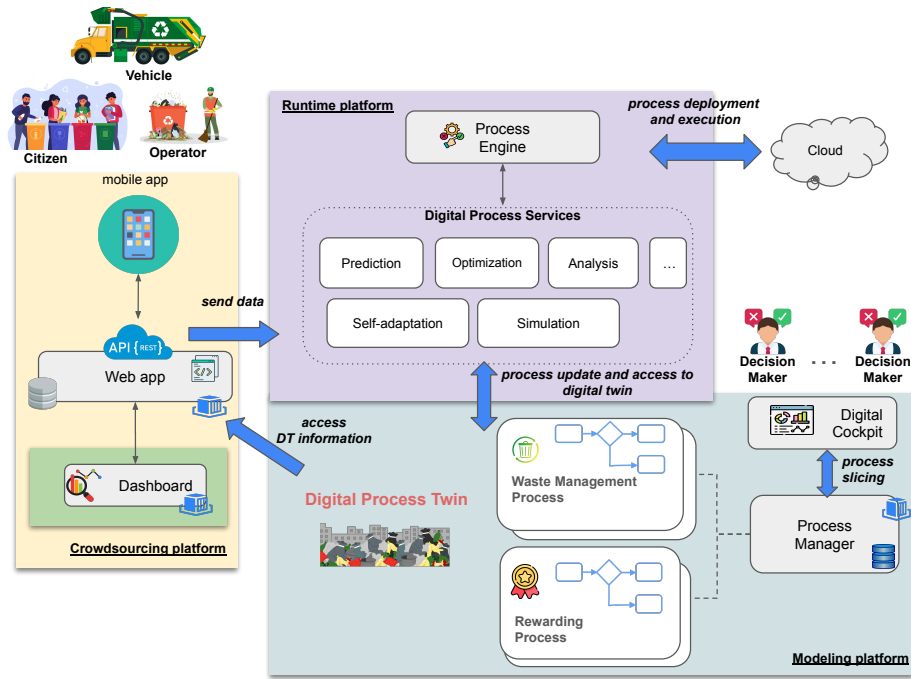 Vehicle
Citizen
Operator
mobile app
API {REST}
Web app
Dashboard
Crowdsourcing platform
send data
access
DT information
Runtime platform
Process
Engine
process deployment
and execution
Cloud
Digital Process Services
Prediction
Optimization
Analysis
...
Self-adaptation
Simulation
process update and access to
digital twin
Decision
Maker
. . .
Decision
Maker
Digital Process Twin
Waste Management
Process
Rewarding
Process
Digital
Cockpit
process
slicing
Process
Manager
Modeling platform